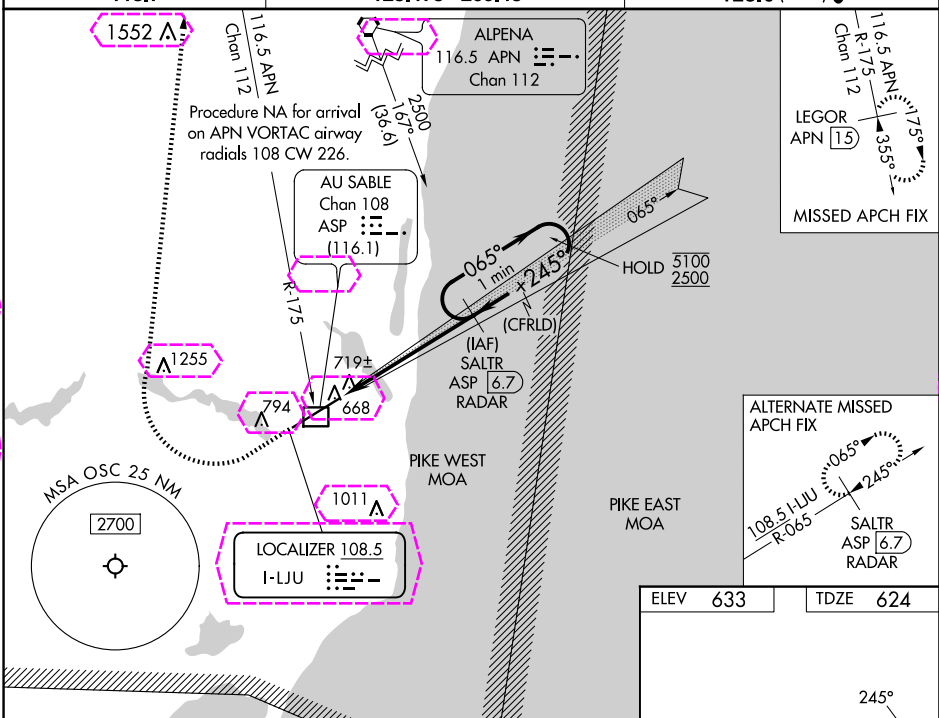 1552
116.5 APN
Chan 112
ALPENA
116.5 APN
Chan 112
2500
167°
(36.6)
Procedure NA for arrival
on APN VORTAC airway
radials 108 CW 226.
AU SABLE
Chan 108
ASP
(116.1)
R-175
116.5 APN
R-175
Chan 112
LEGOR
APN 15
175°
355°
MISSED APCH FIX
065°
065°
1 min
245°
HOLD 5100
2500
(CFRLD)
(IAF)
SALTR
ASP 6.7
RADAR
1255
719±
794
668
1011
PIKE WEST
MOA
PIKE EAST
MOA
MSA OSC 25 NM
2700
LOCALIZER 108.5
I-LJU
ALTERNATE MISSED
APCH FIX
065°
245°
108.5 I-LJU
R-065
SALTR
ASP 6.7
RADAR
ELEV 633
TDZE 624
245°